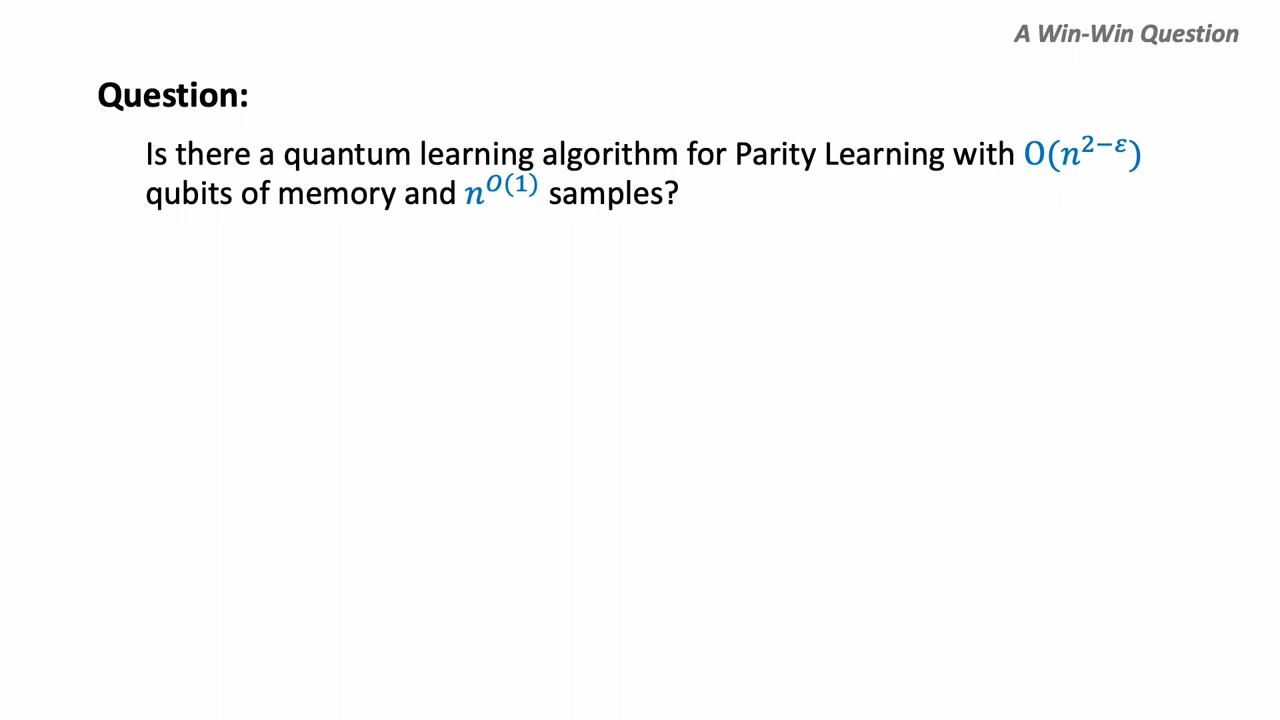 A Win-Win Question
Question:
Is there a quantum learning algorithm for Parity Learning with O(n^{2−ε})
qubits of memory and n^{O(1)} samples?